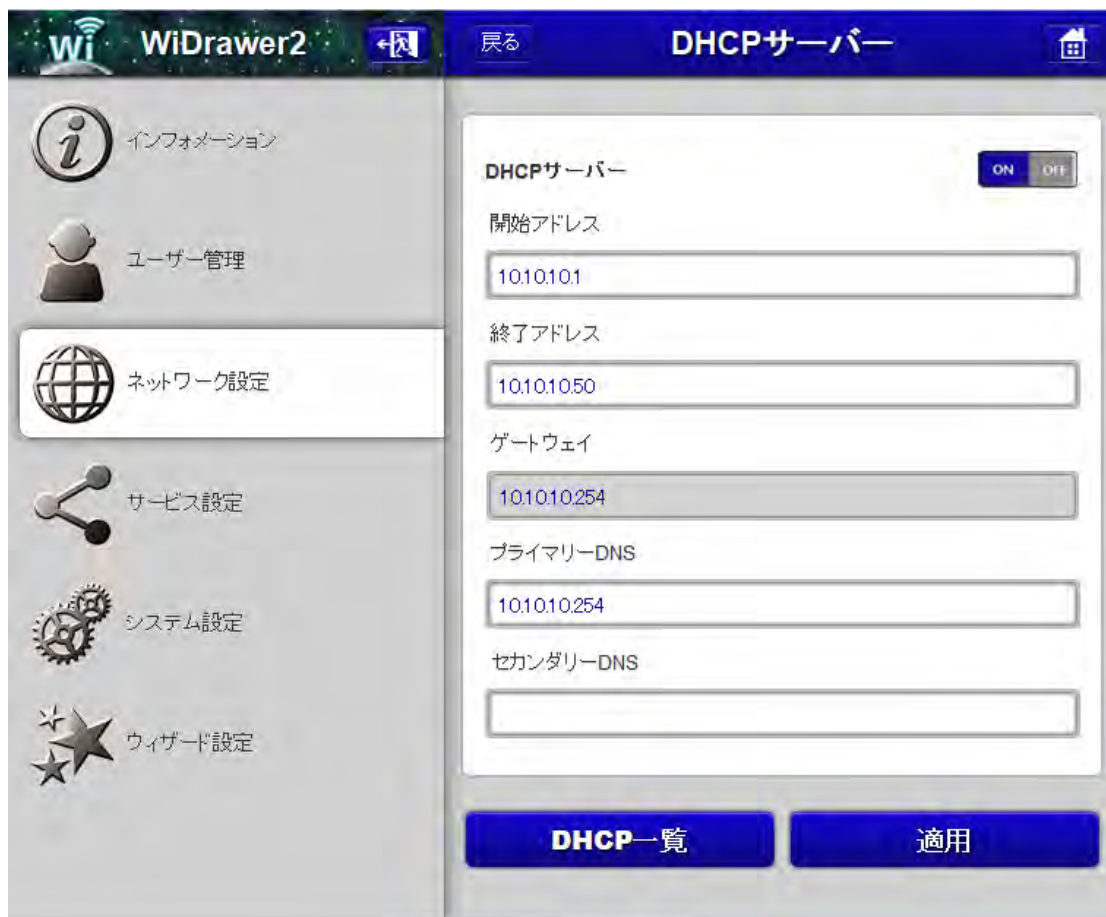 Wi WiDrawer2
戻る DHCPサーバー
インフォメーション
ユーザー管理
ネットワーク設定
サービス設定
システム設定
ウィザード設定
DHCPサーバー ON OFF
開始アドレス
10.10.10.1
終了アドレス
10.10.10.50
ゲートウェイ
10.10.10.254
プライマリーDNS
10.10.10.254
セカンダリーDNS
DHCP一覧 適用